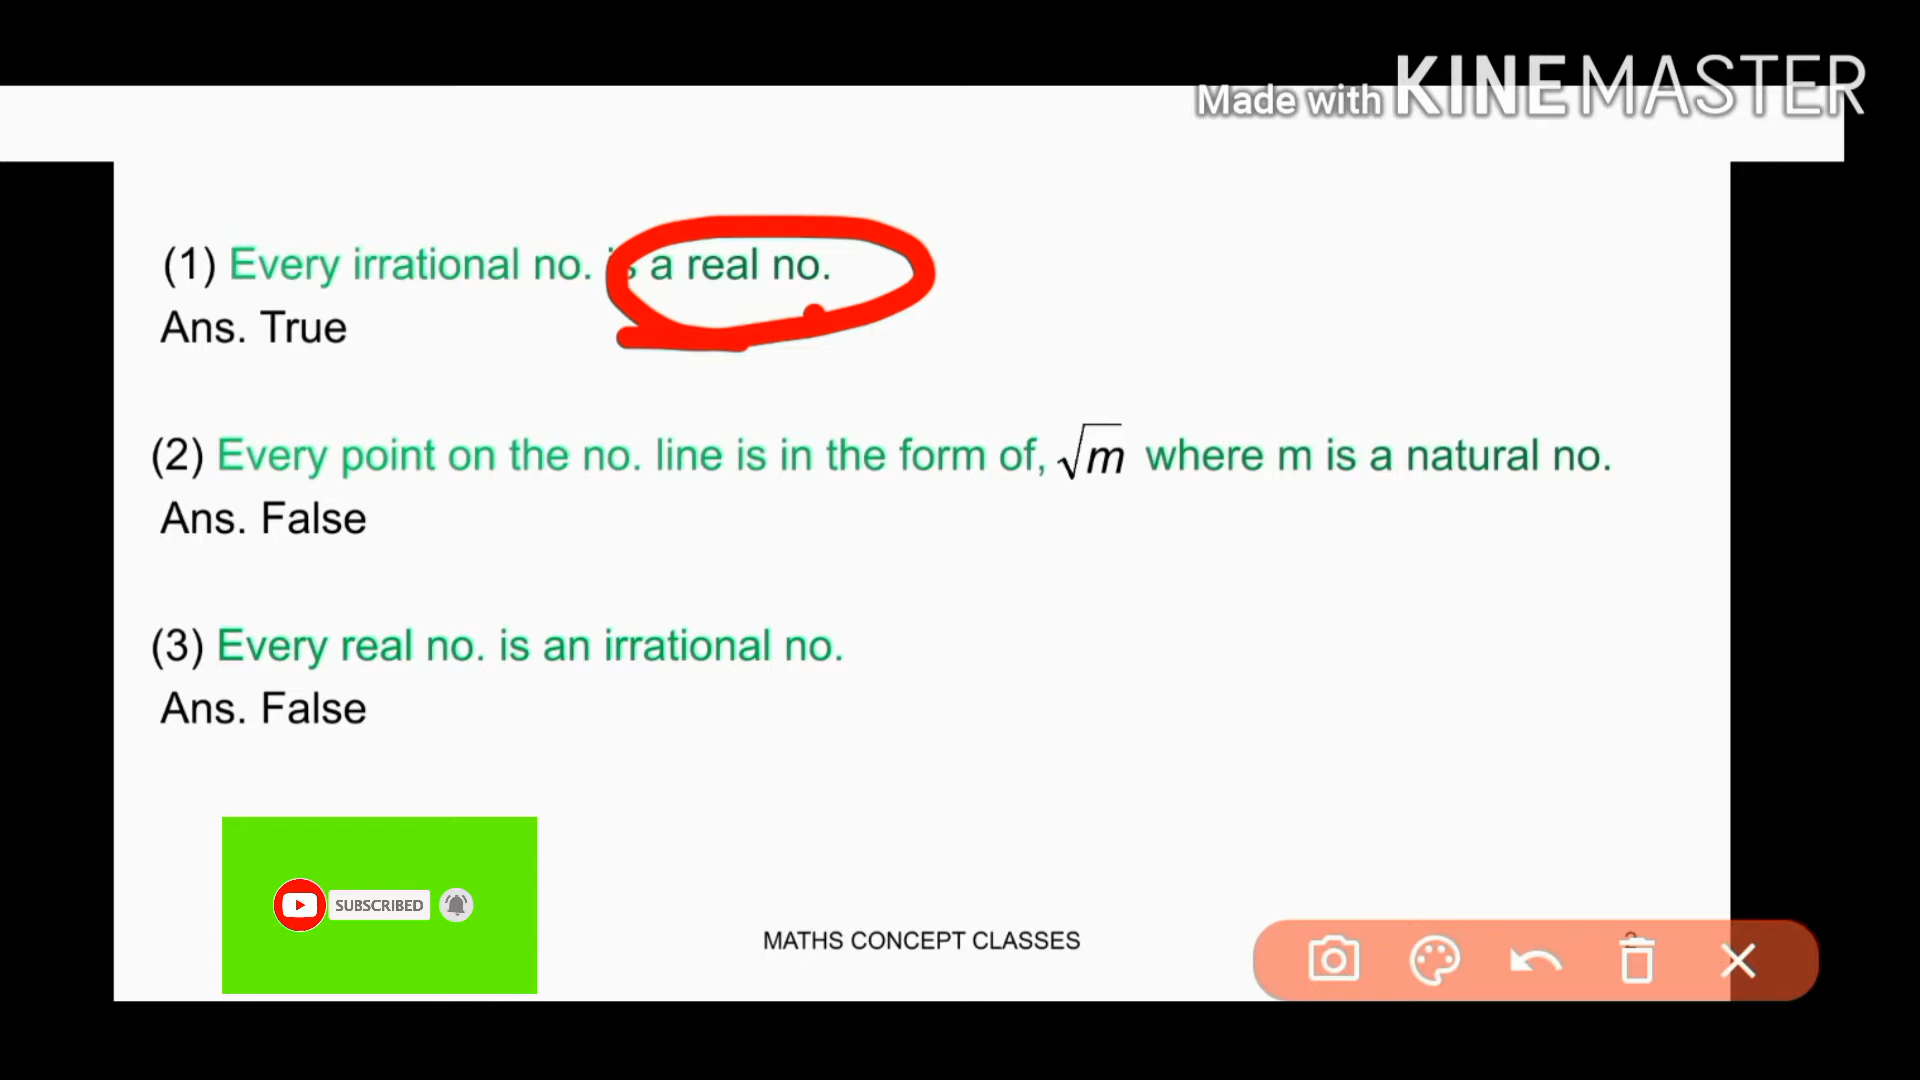 Made with KINEMASTER
(1) Every irrational no. is a real no.
Ans. True
(2) Every point on the no. line is in the form of, √m where m is a natural no.
Ans. False
(3) Every real no. is an irrational no.
Ans. False
SUBSCRIBED
MATHS CONCEPT CLASSES